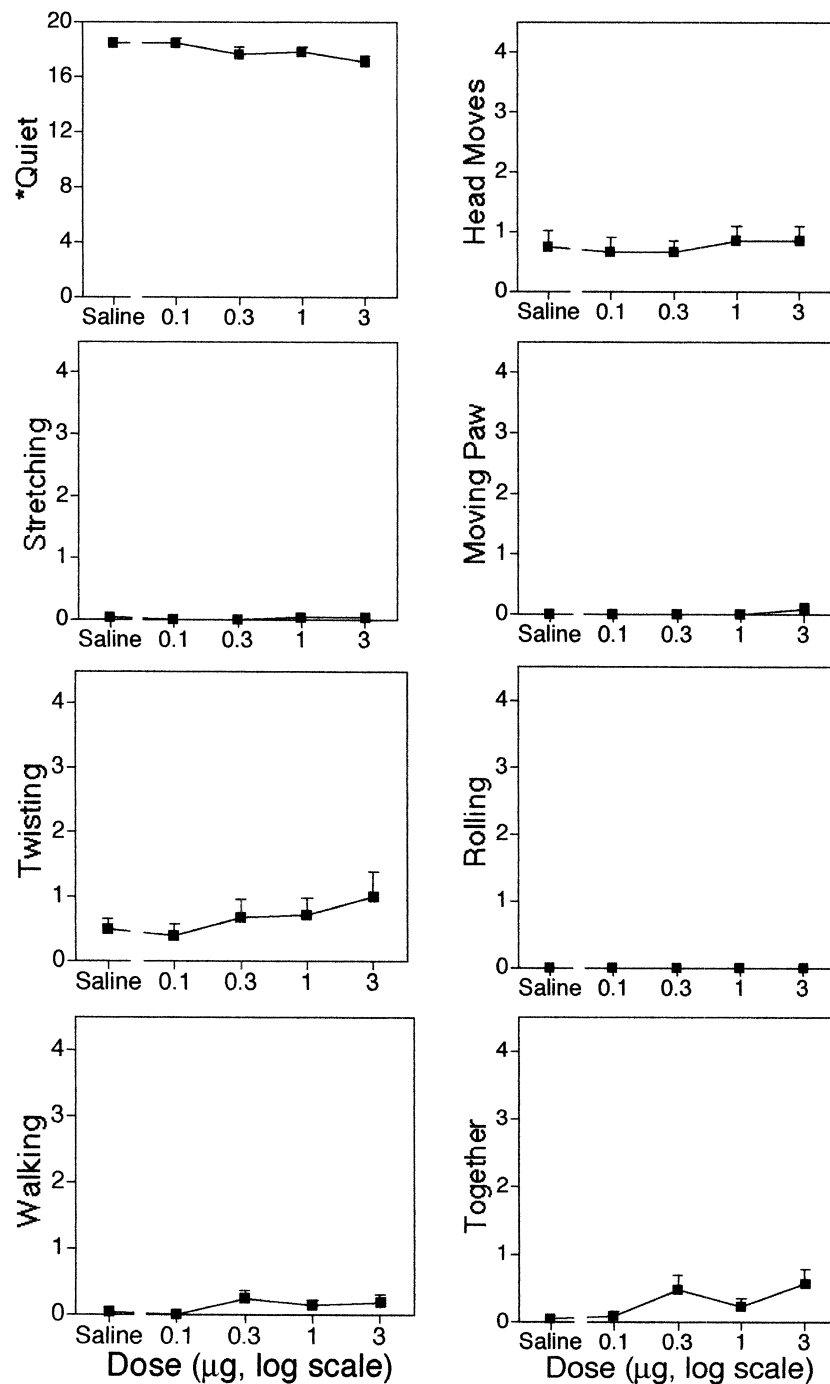 20
16
12
8
4
0
*Quiet
Saline 0.1 0.3 1 3
4
3
2
1
0
Head Moves
Saline 0.1 0.3 1 3
4
3
2
1
0
Stretching
Saline 0.1 0.3 1 3
4
3
2
1
0
Moving Paw
Saline 0.1 0.3 1 3
4
3
2
1
0
Twisting
Saline 0.1 0.3 1 3
4
3
2
1
0
Rolling
Saline 0.1 0.3 1 3
4
3
2
1
0
Walking
Saline 0.1 0.3 1 3
Dose (μg, log scale)
4
3
2
1
0
Together
Saline 0.1 0.3 1 3
Dose (μg, log scale)